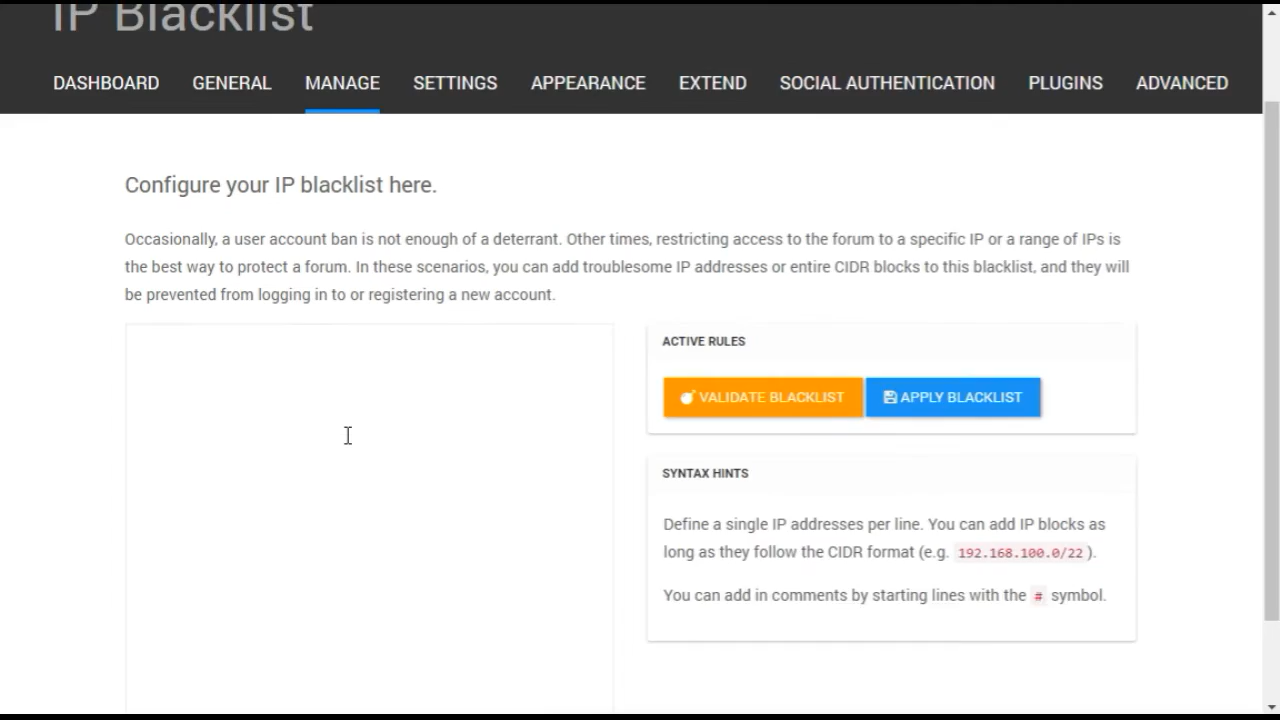 IP Blacklist
DASHBOARD GENERAL MANAGE SETTINGS APPEARANCE EXTEND SOCIAL AUTHENTICATION PLUGINS ADVANCED
Configure your IP blacklist here.
Occasionally, a user account ban is not enough of a deterrant. Other times, restricting access to the forum to a specific IP or a range of IPs is
the best way to protect a forum. In these scenarios, you can add troublesome IP addresses or entire CIDR blocks to this blacklist, and they will
be prevented from logging in to or registering a new account.
ACTIVE RULES
VALIDATE BLACKLIST APPLY BLACKLIST
SYNTAX HINTS
Define a single IP addresses per line. You can add IP blocks as
long as they follow the CIDR format (e.g. 192.168.100.0/22).
You can add in comments by starting lines with the # symbol.